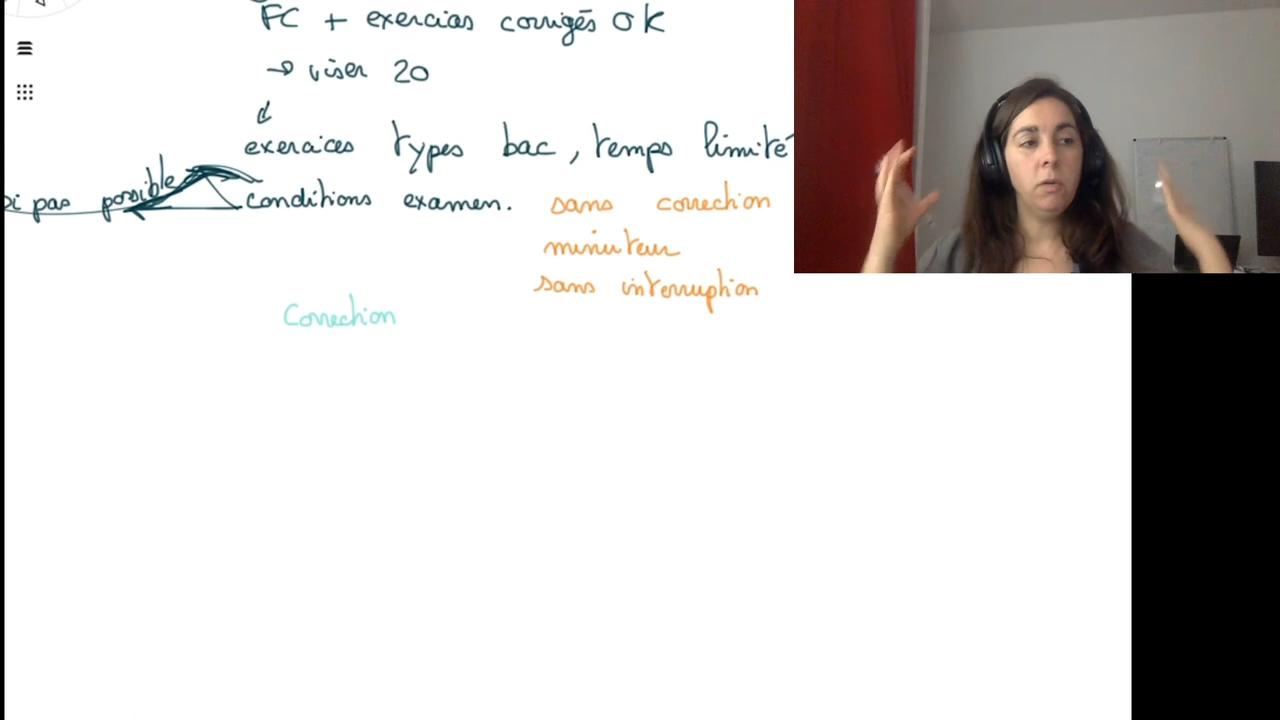 FC + exercias corrigés OK
→ viser 20
exercices types bac, temps limité
si pas possible conditions examen. sans correction
minuteur
sans interruption
Correction